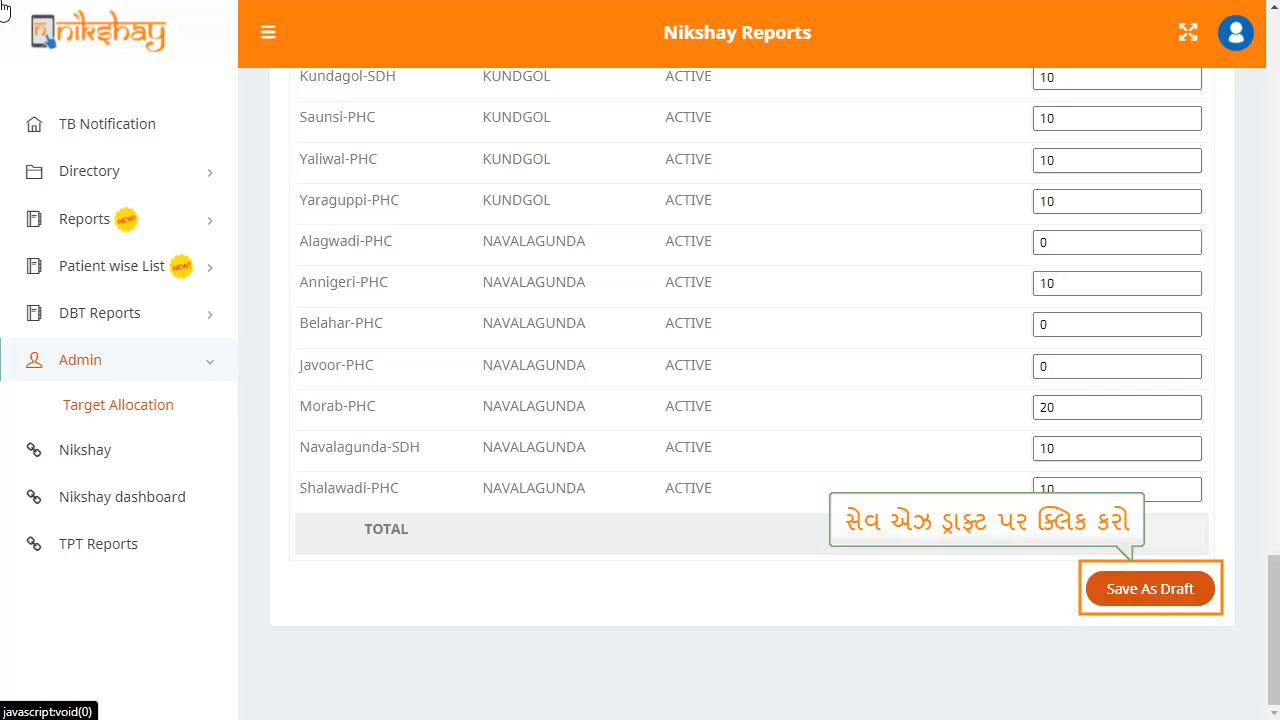 nikshay
Nikshay Reports
TB Notification
Directory
Reports NEW!
Patient wise List NEW!
DBT Reports
Admin
Target Allocation
Nikshay
Nikshay dashboard
TPT Reports
Kundagol-SDH KUNDGOL ACTIVE 10
Saunsi-PHC KUNDGOL ACTIVE 10
Yaliwal-PHC KUNDGOL ACTIVE 10
Yaraguppi-PHC KUNDGOL ACTIVE 10
Alagwadi-PHC NAVALAGUNDA ACTIVE 0
Annigeri-PHC NAVALAGUNDA ACTIVE 10
Belahar-PHC NAVALAGUNDA ACTIVE 0
Javoor-PHC NAVALAGUNDA ACTIVE 0
Morab-PHC NAVALAGUNDA ACTIVE 20
Navalagunda-SDH NAVALAGUNDA ACTIVE 10
Shalawadi-PHC NAVALAGUNDA ACTIVE 10
TOTAL
સેવ એઝ ડ્રાફ્ટ પર ક્લિક કરો
Save As Draft
javascript:void(0)